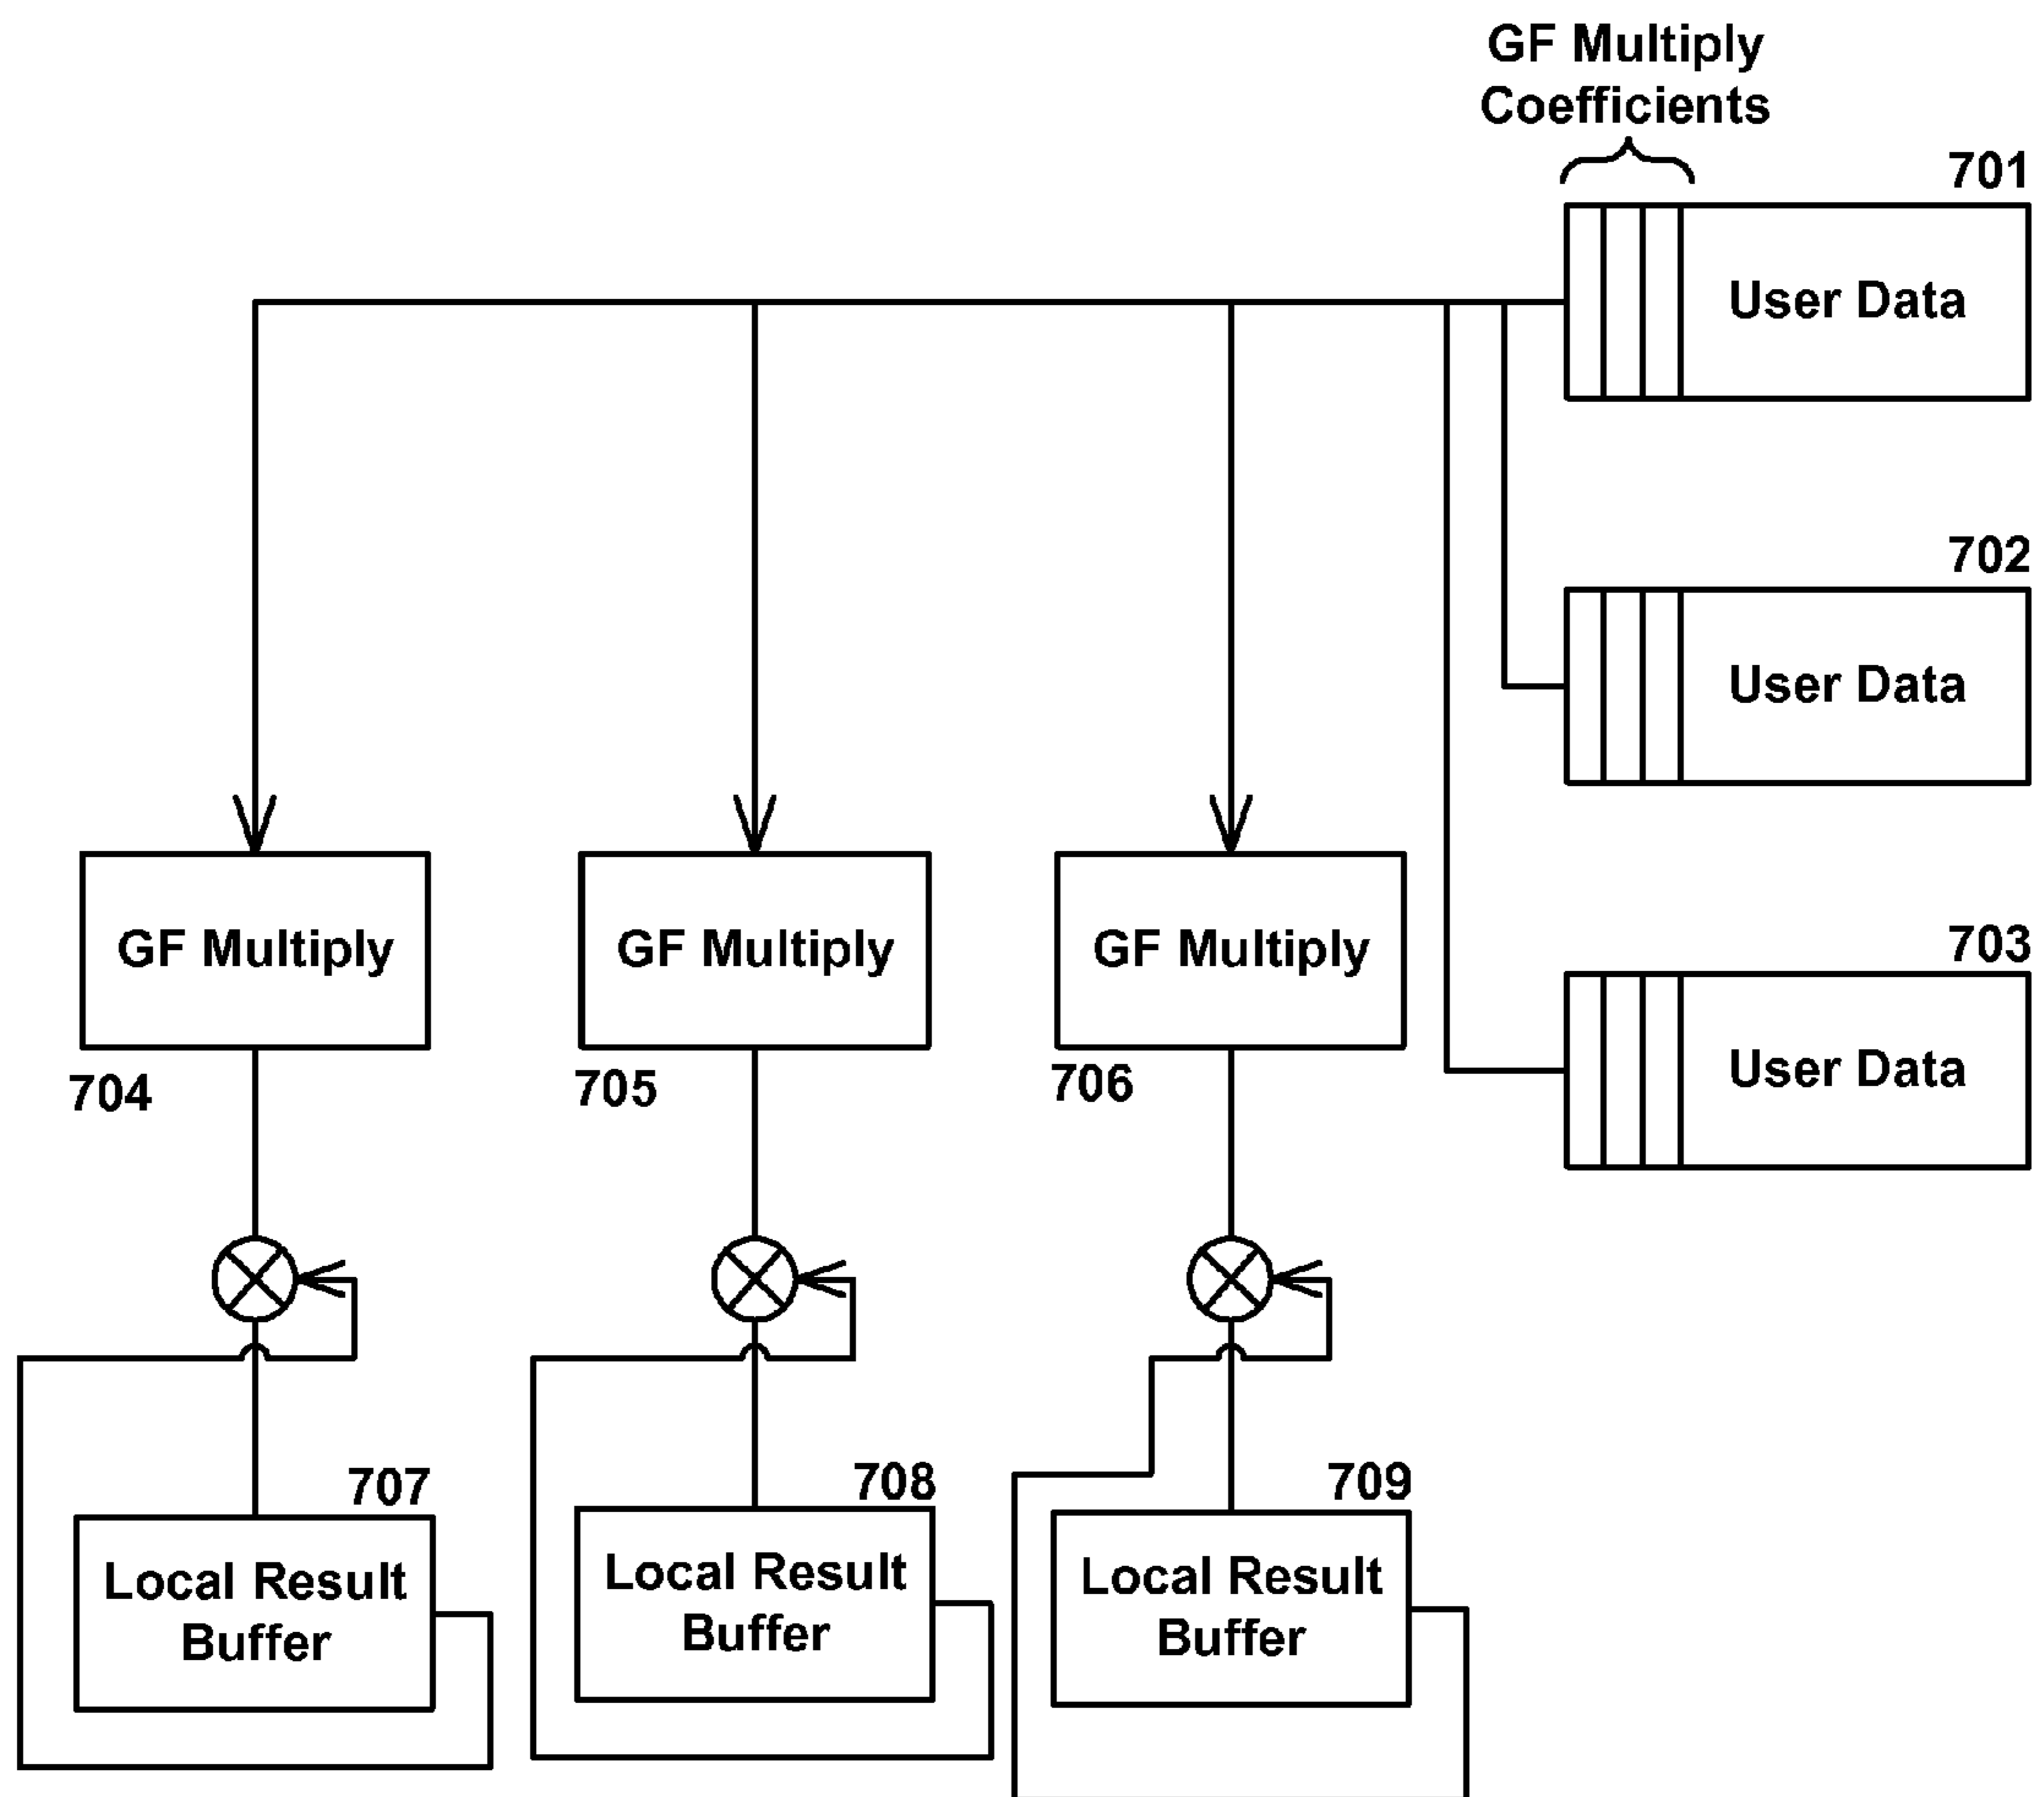 GF Multiply
Coefficients
701
User Data
702
User Data
GF Multiply
GF Multiply
GF Multiply
703
User Data
704
705
706
707
708
709
Local Result
Buffer
Local Result
Buffer
Local Result
Buffer